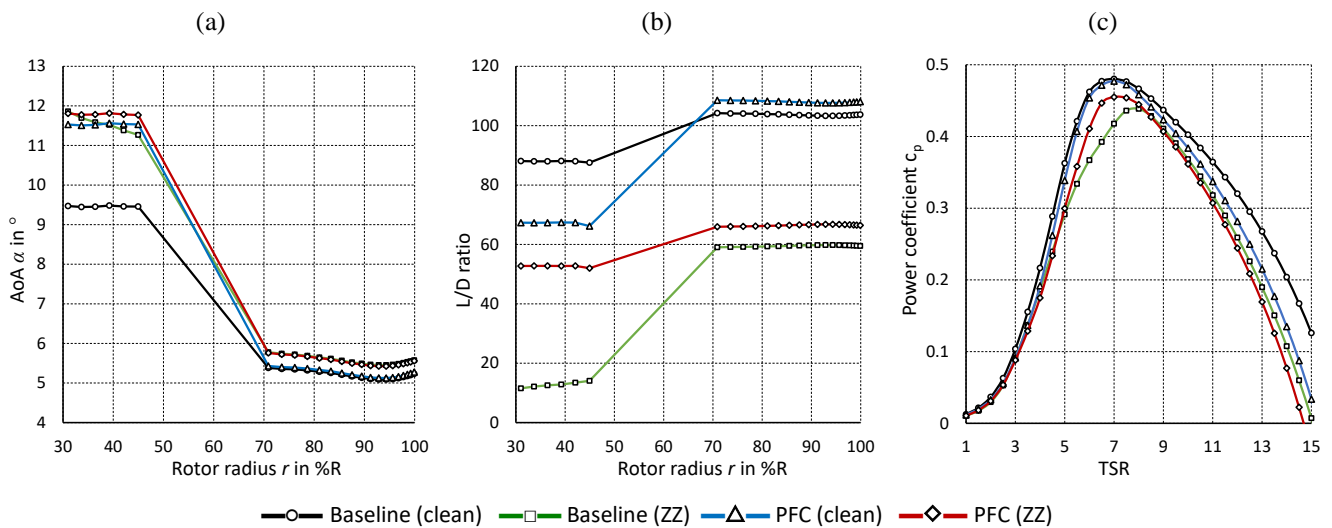 (a) (b) (c)
AoA α in °
13
12
11
10
9
8
7
6
5
4
30 40 50 60 70 80 90 100
Rotor radius r in %R
L/D ratio
120
100
80
60
40
20
0
30 40 50 60 70 80 90 100
Rotor radius r in %R
Power coefficient cp
0.5
0.4
0.3
0.2
0.1
0
1 3 5 7 9 11 13 15
TSR
Baseline (clean) Baseline (ZZ) PFC (clean) PFC (ZZ)